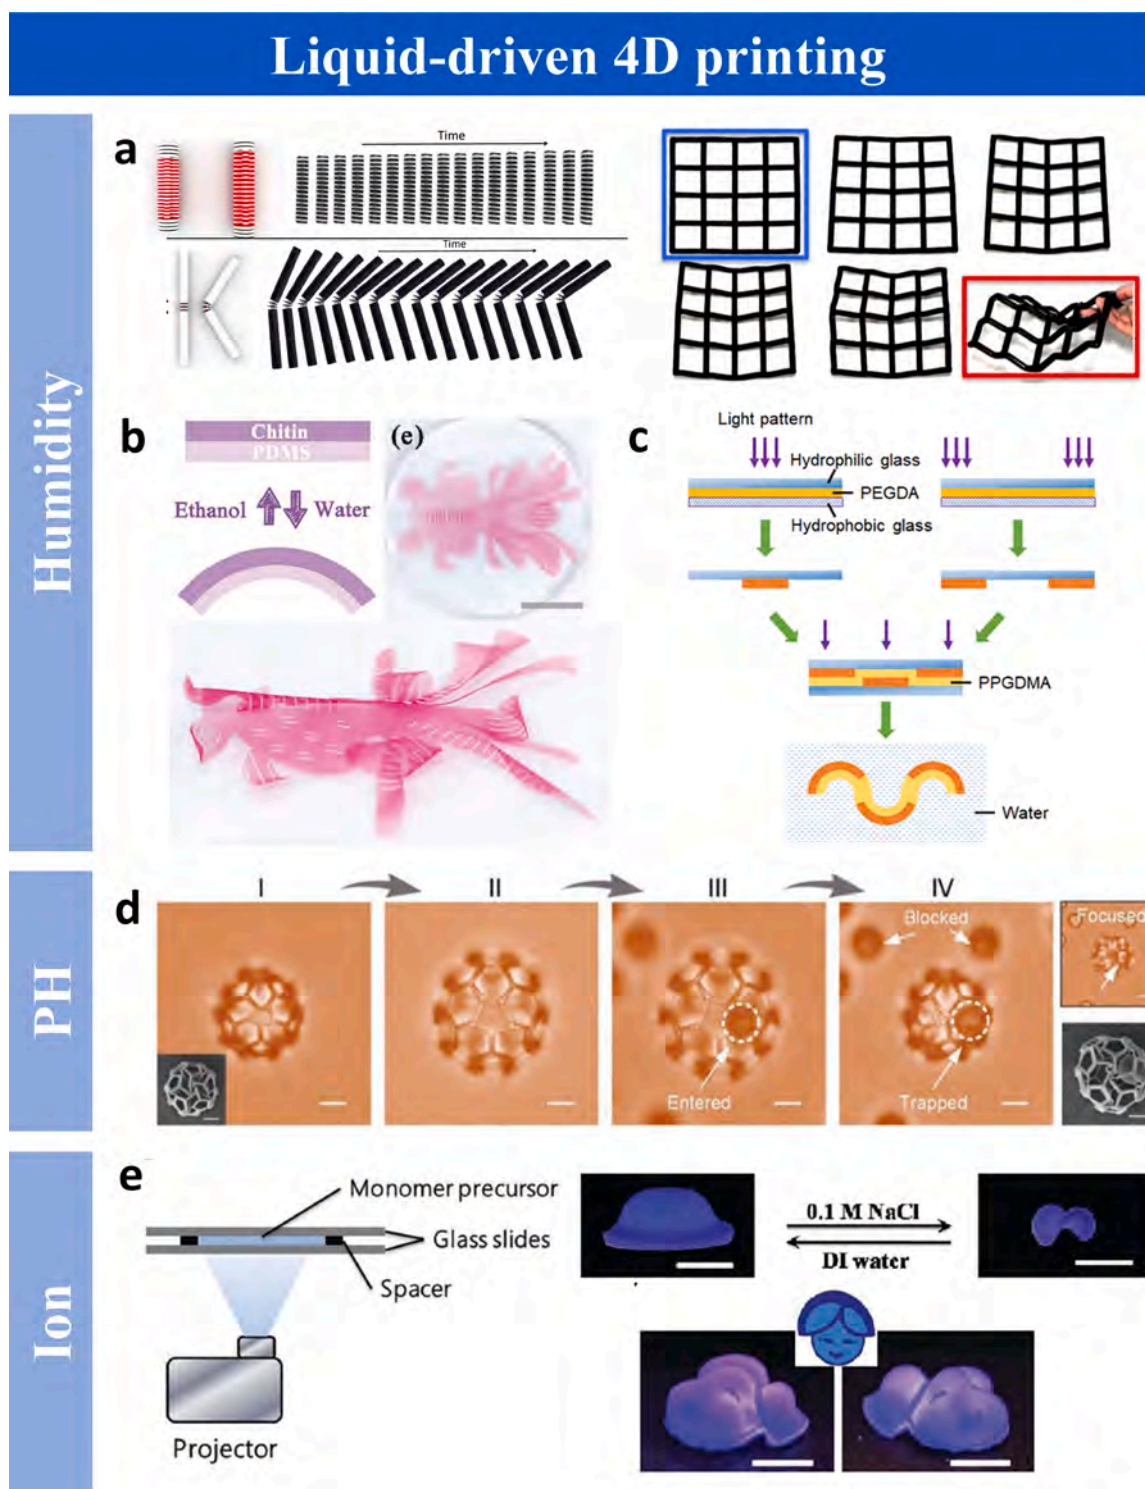 Liquid-driven 4D printing
Humidity
a
Time
Time
b
Chitin
PDMS
Ethanol
Water
(e)
c
Light pattern
Hydrophilic glass
PEGDA
Hydrophobic glass
PPGDMA
Water
PH
d
I
II
III
IV
Entered
Blocked
Trapped
Focused
Ion
e
Monomer precursor
Glass slides
Spacer
Projector
0.1 M NaCl
DI water